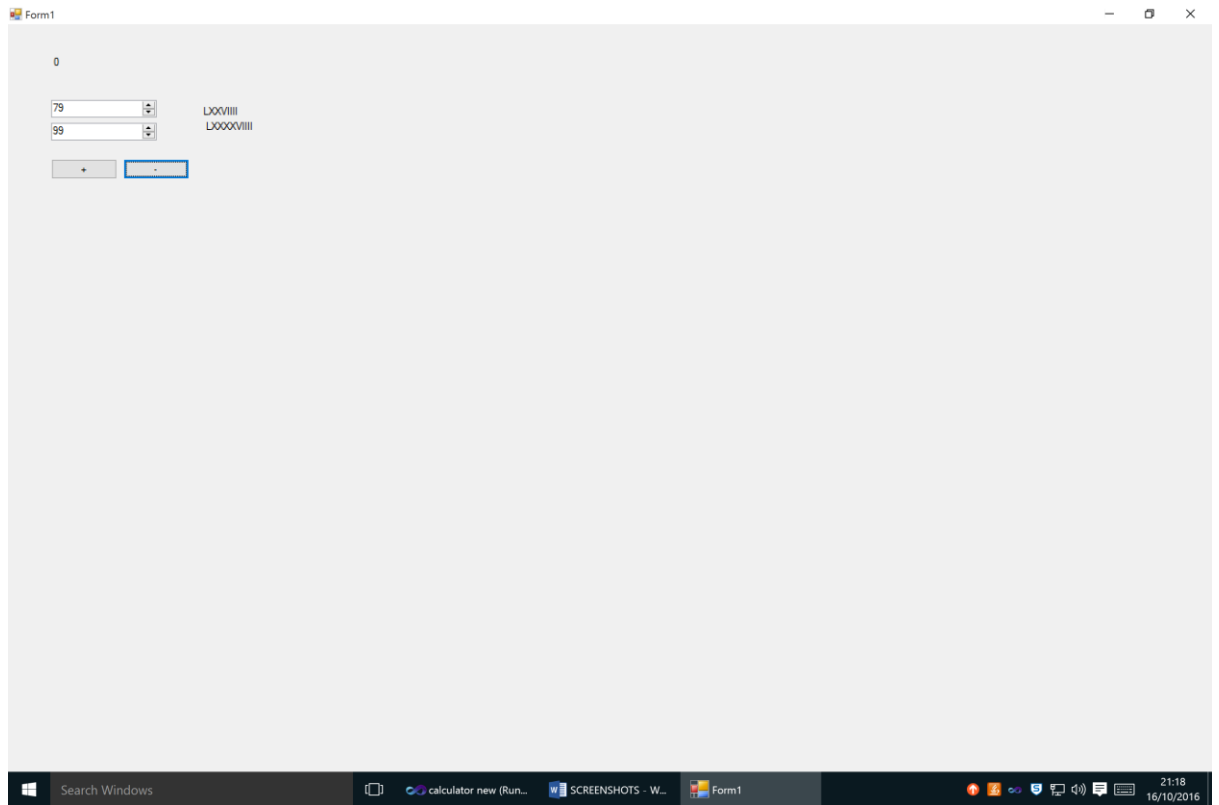 Form1
0
79
LXXVIIII
99
LXXXXVIIII
+ -
Search Windows
calculator new (Run...
SCREENSHOTS - W...
Form1
21:18
16/10/2016